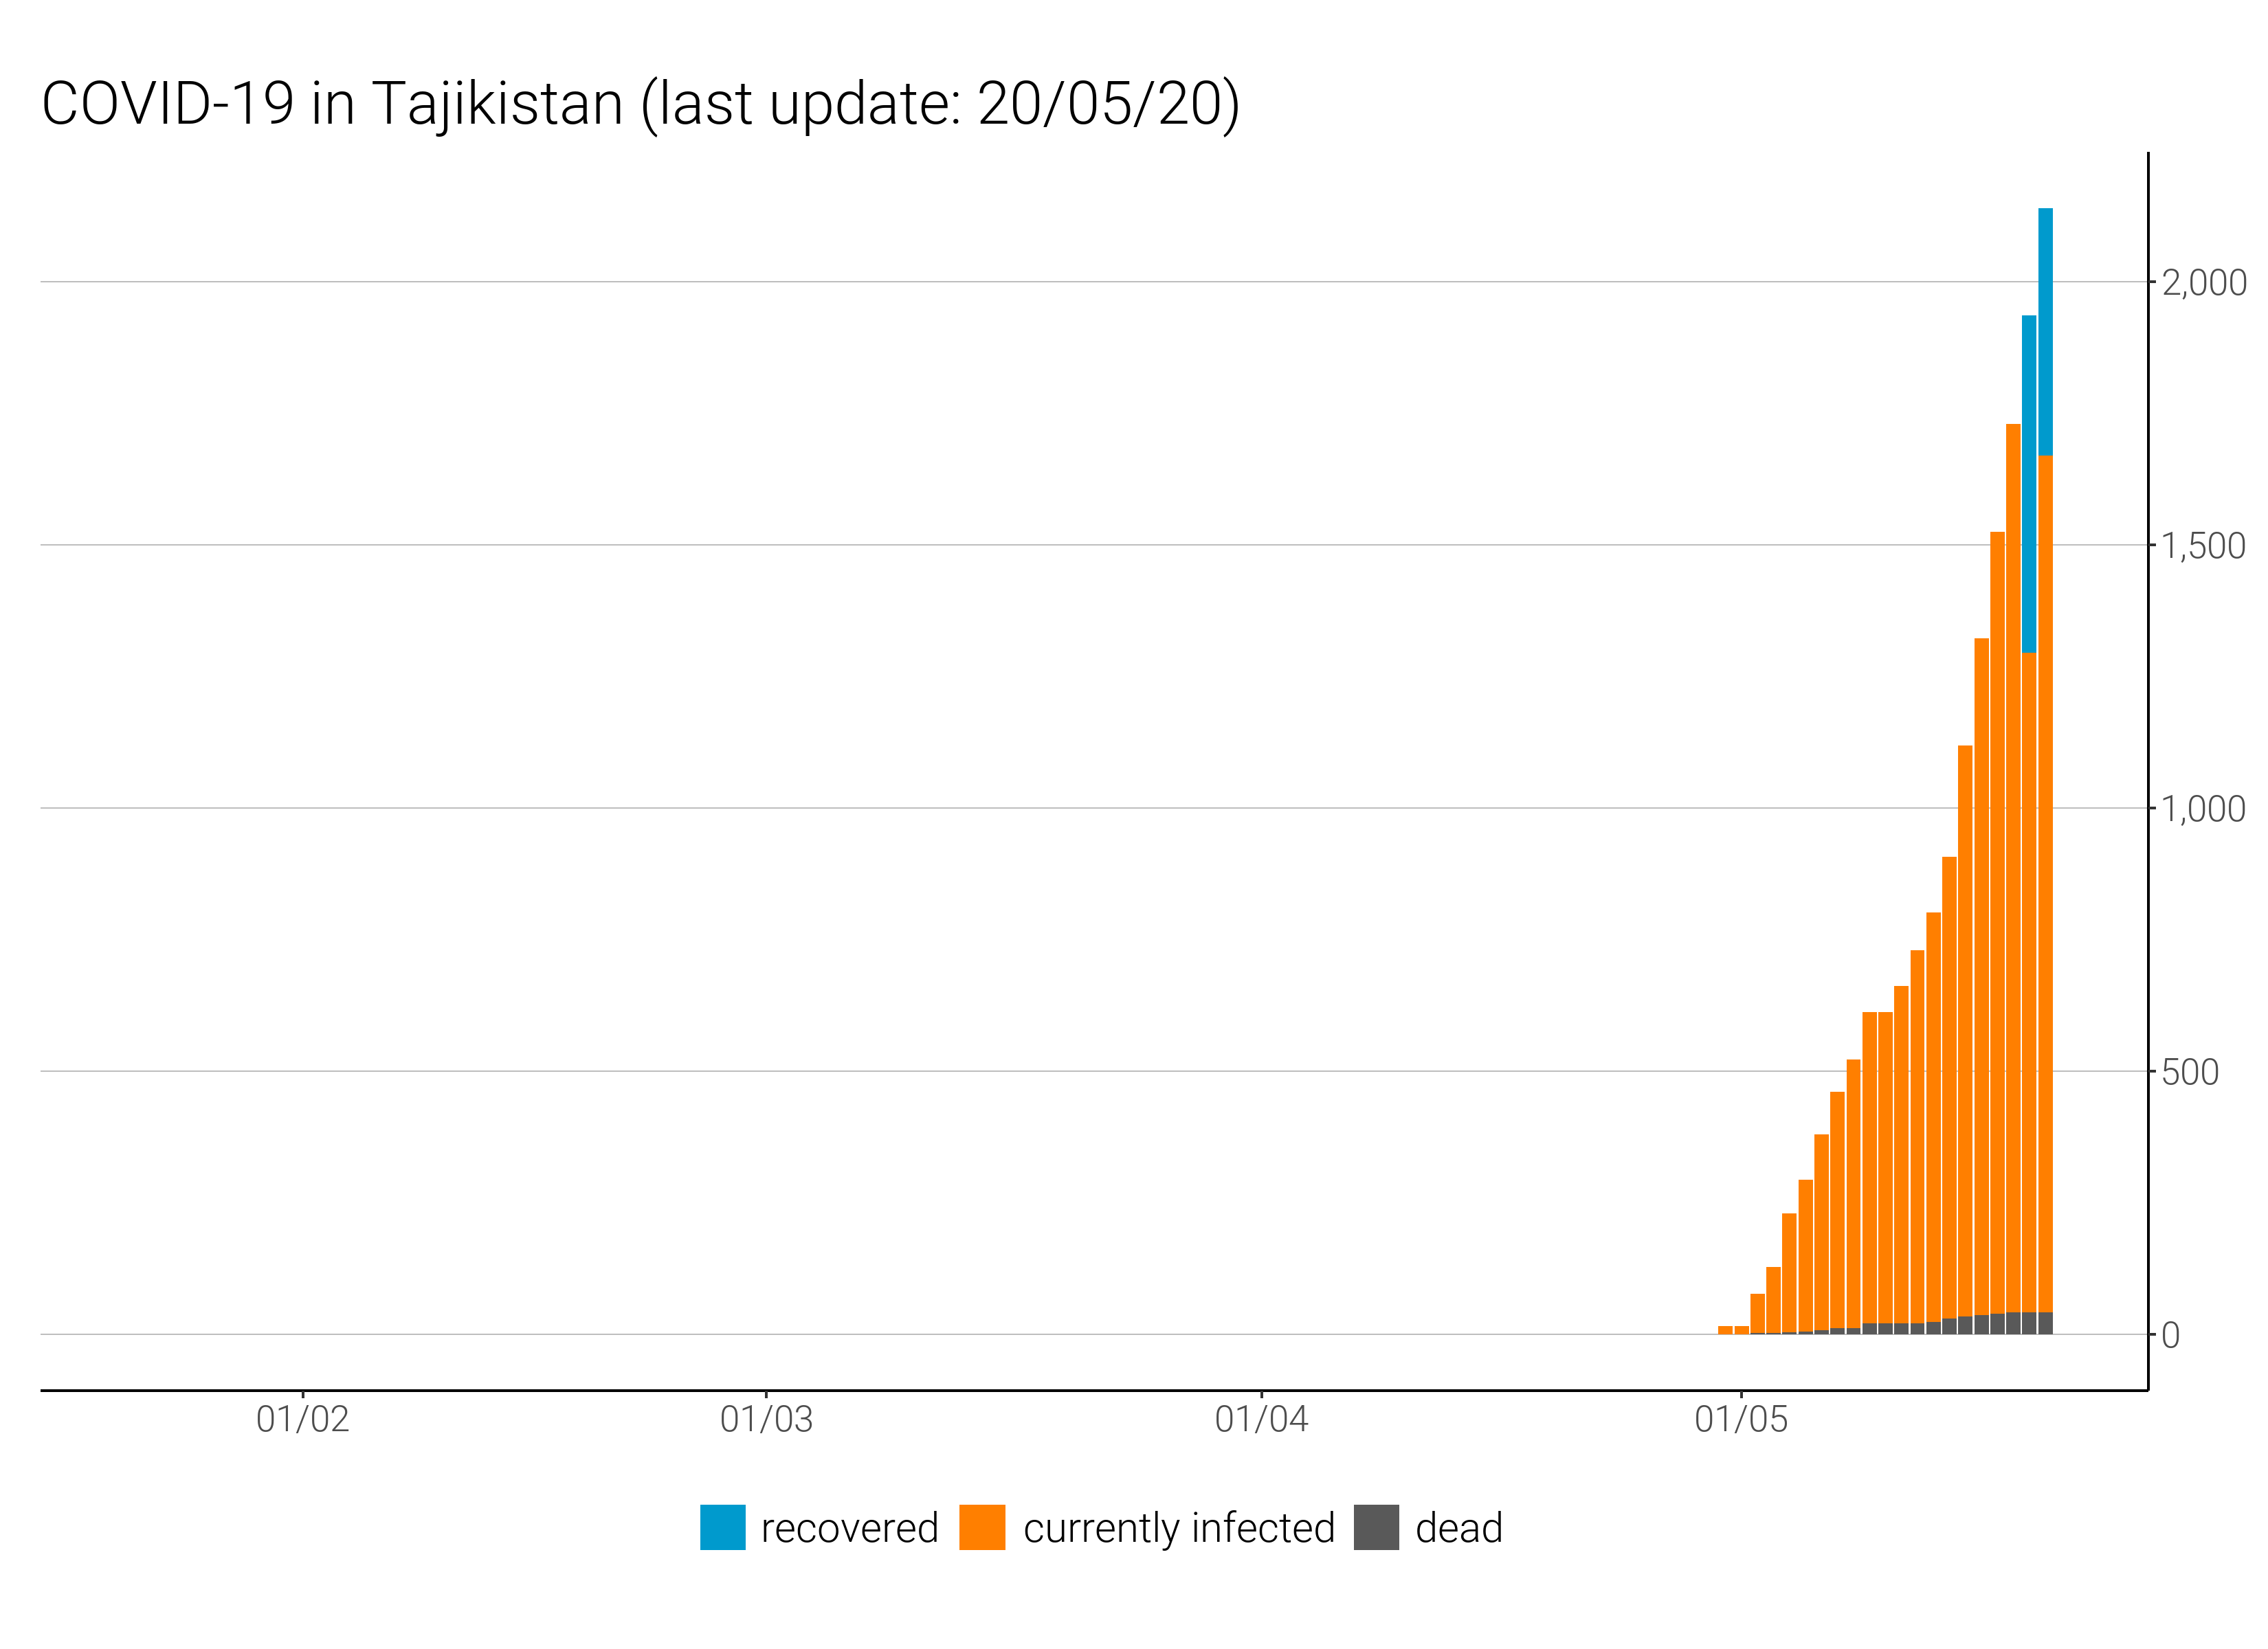 COVID-19 in Tajikistan (last update: 20/05/20)
2,000
1,500
1,000
500
0
01/02 01/03 01/04 01/05
recovered currently infected dead